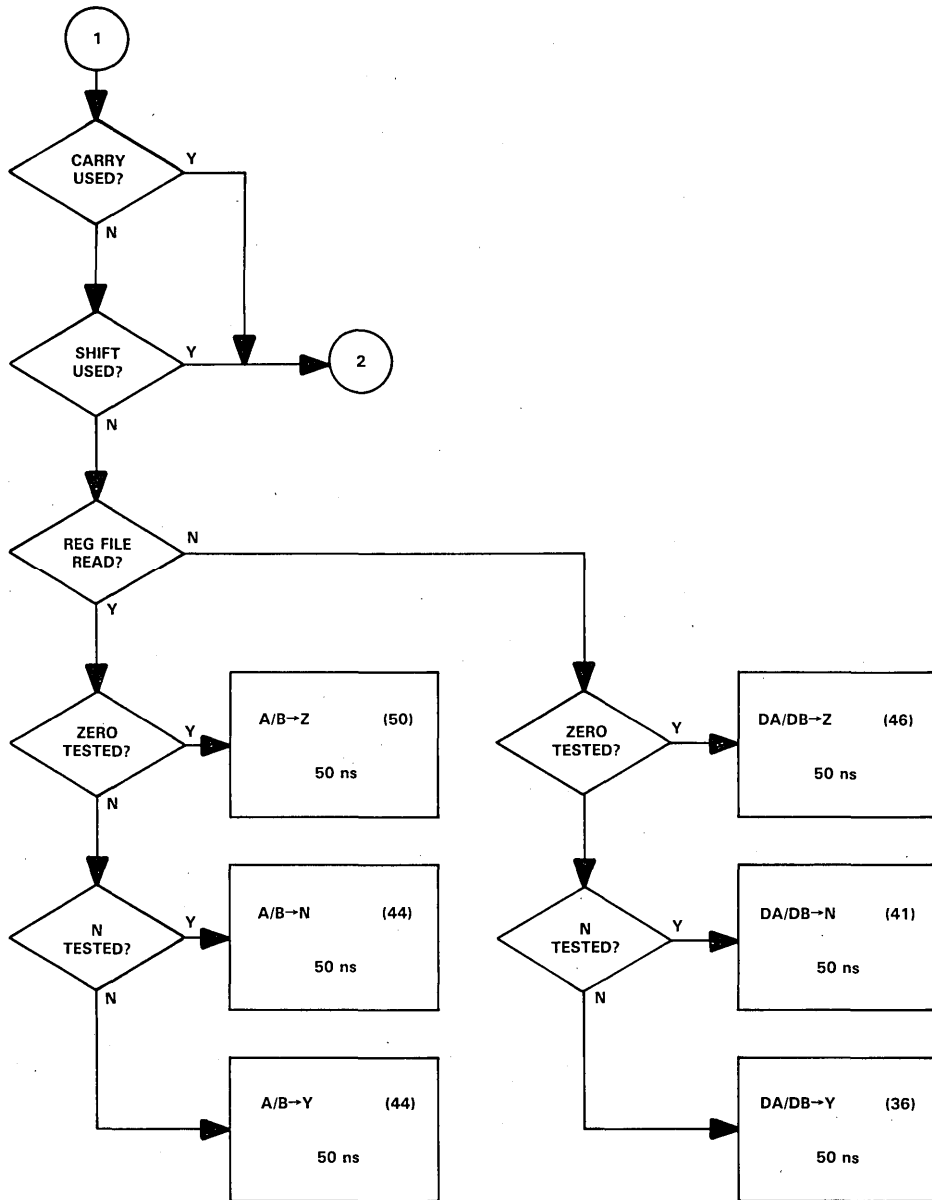 1
CARRY
USED?
Y
N
SHIFT
USED?
Y
2
N
REG FILE
READ?
N
Y
ZERO
TESTED?
Y
A/B→Z (50)
50 ns
N
N
TESTED?
Y
A/B→N (44)
50 ns
N
A/B→Y (44)
50 ns
ZERO
TESTED?
Y
DA/DB→Z (46)
50 ns
N
TESTED?
Y
DA/DB→N (41)
50 ns
N
DA/DB→Y (36)
50 ns